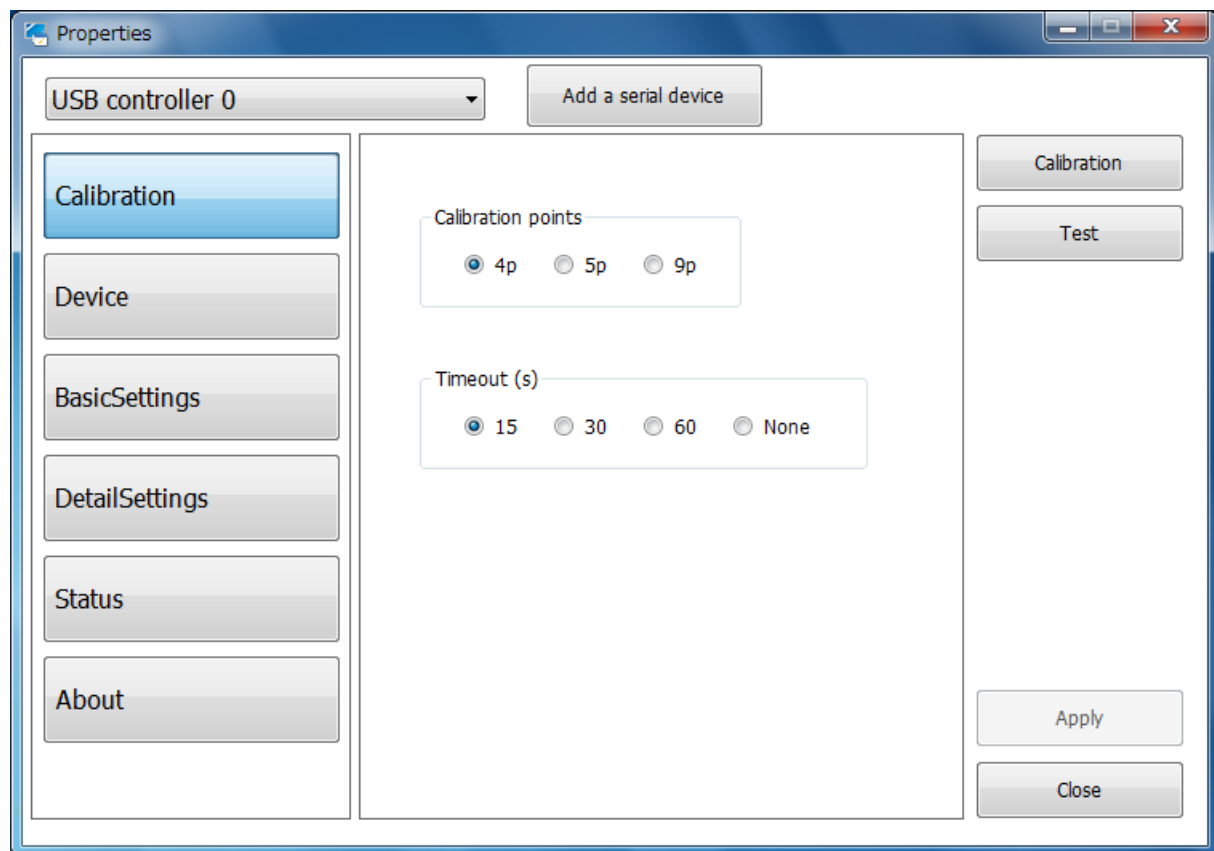 Properties
USB controller 0
Add a serial device
Calibration
Device
BasicSettings
DetailSettings
Status
About
Calibration points
4p 5p 9p
Timeout (s)
15 30 60 None
Calibration
Test
Apply
Close